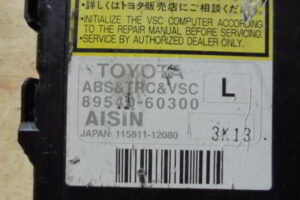 詳しくはトヨタ販売店にご相談ください
•INITIALIZE THE VSC COMPUTER ACCORDING
TO THE REPAIR MANUAL BEFORE SERVICING.
•SERVICE BY AUTHORIZED DEALER ONLY.
TOYOTA
ABS&TRC&VSC
L
89541-60300
AISIN
JAPAN 115811-12080
3K13